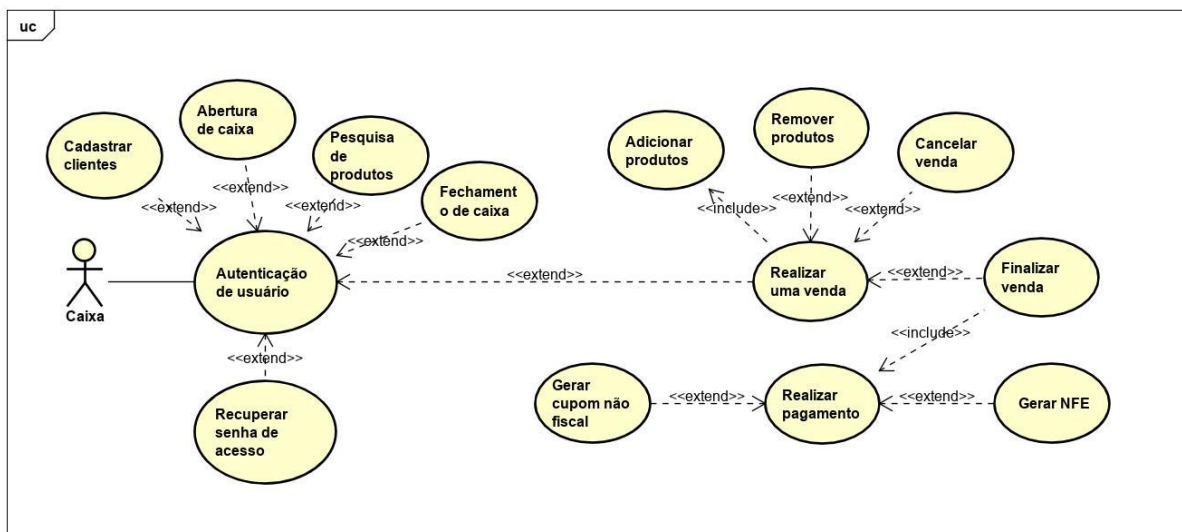 uc
Cadastrar
clientes
Abertura
de caixa
Pesquisa
de
produtos
Fechament
o de caixa
<<extend>>
<<extend>>
<<extend>>
<<extend>>
Caixa
Autenticação
de usuário
<<extend>>
<<extend>>
Recuperar
senha de
acesso
Adicionar
produtos
Remover
produtos
Cancelar
venda
<<include>>
<<extend>>
<<extend>>
Realizar
uma venda
<<extend>>
Finalizar
venda
<<include>>
Gerar
cupom não
fiscal
<<extend>>
Realizar
pagamento
<<extend>>
Gerar NFE